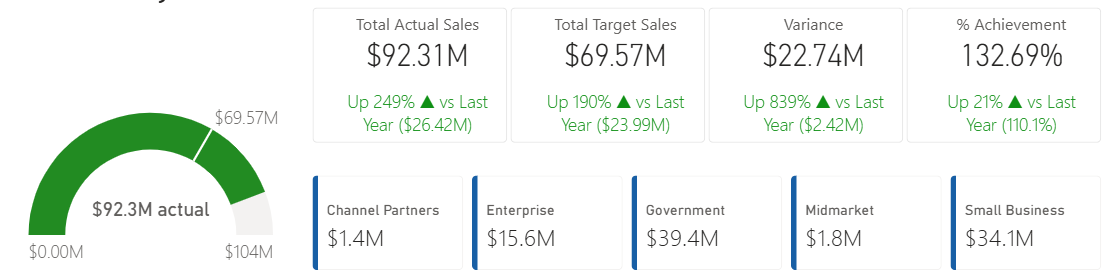 Total Actual Sales
$92.31M
Up 249% ▲ vs Last
Year ($26.42M)
Total Target Sales
$69.57M
Up 190% ▲ vs Last
Year ($23.99M)
Variance
$22.74M
Up 839% ▲ vs Last
Year ($2.42M)
% Achievement
132.69%
Up 21% ▲ vs Last
Year (110.1%)
$69.57M
$92.3M actual
$0.00M
$104M
Channel Partners
$1.4M
Enterprise
$15.6M
Government
$39.4M
Midmarket
$1.8M
Small Business
$34.1M